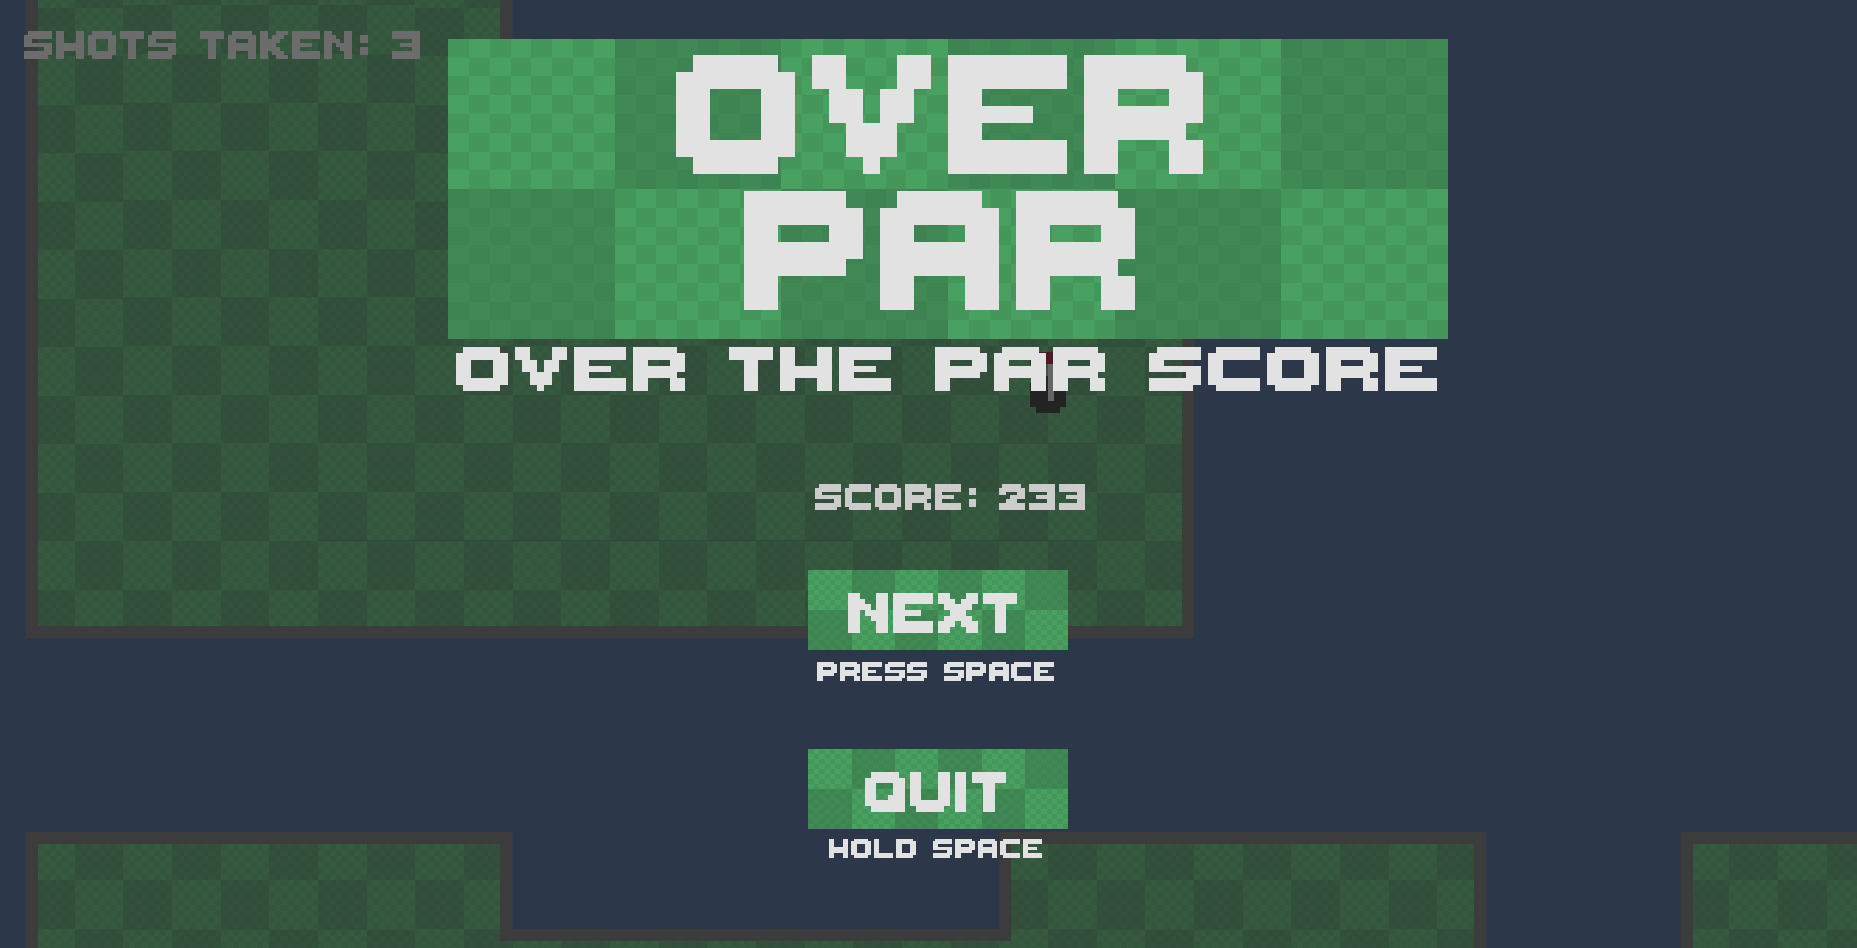 SHOTS TAKEN: 3
OVER
PAR
OVER THE PAR SCORE
SCORE: 233
NEXT
PRESS SPACE
QUIT
HOLD SPACE